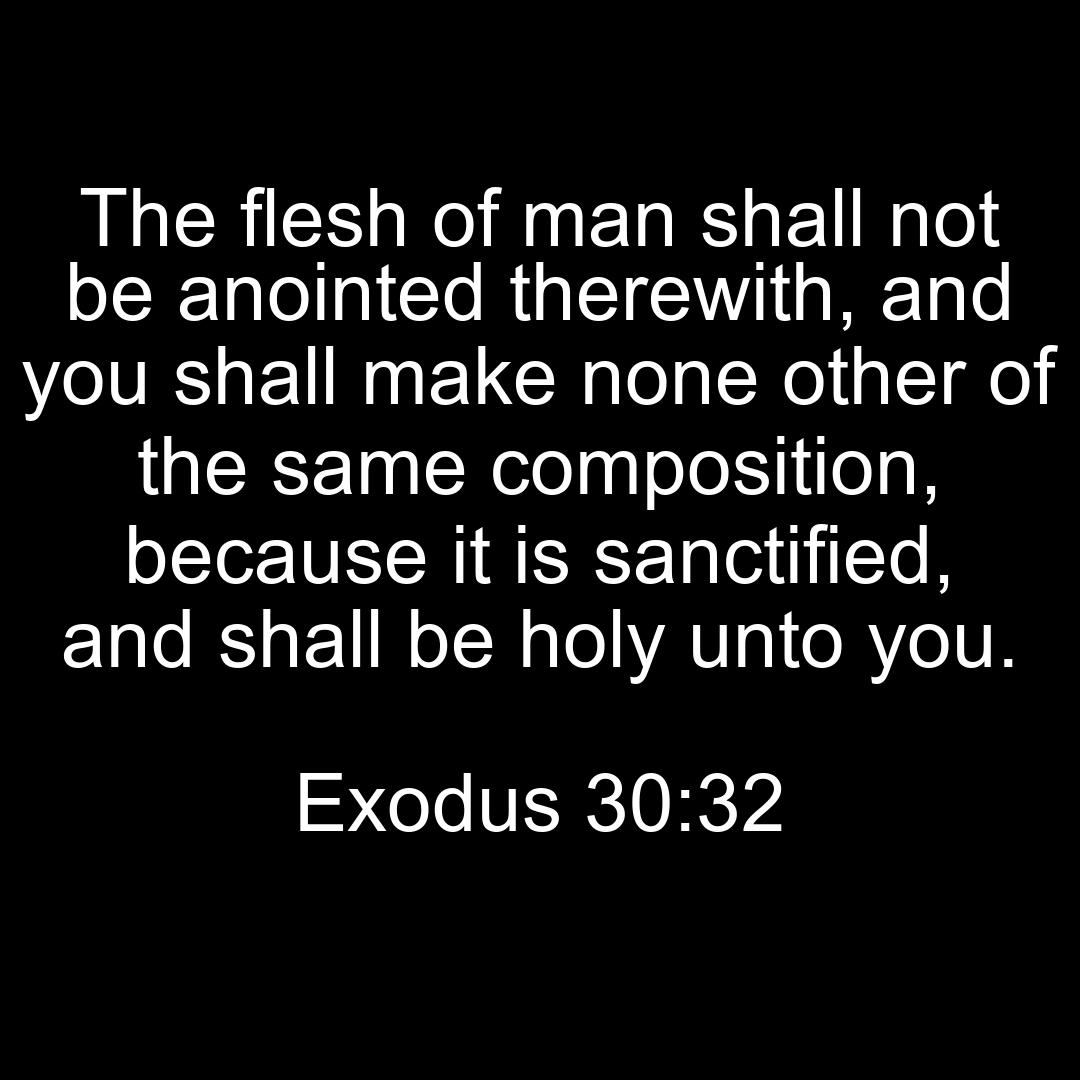 The flesh of man shall not
be anointed therewith, and
you shall make none other of
the same composition,
because it is sanctified,
and shall be holy unto you.
Exodus 30:32